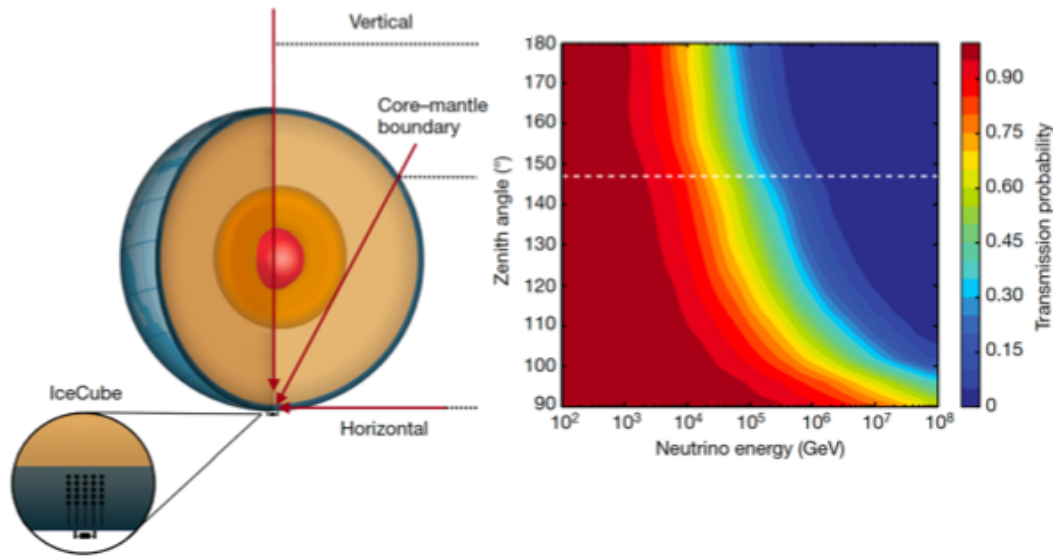 Vertical
Core–mantle
boundary
IceCube
Horizontal
180
170
160
150
140
130
120
110
100
90
Zenith angle (°)
10² 10³ 10⁴ 10⁵ 10⁶ 10⁷ 10⁸
Neutrino energy (GeV)
0.90
0.75
0.60
0.45
0.30
0.15
0
Transmission probability